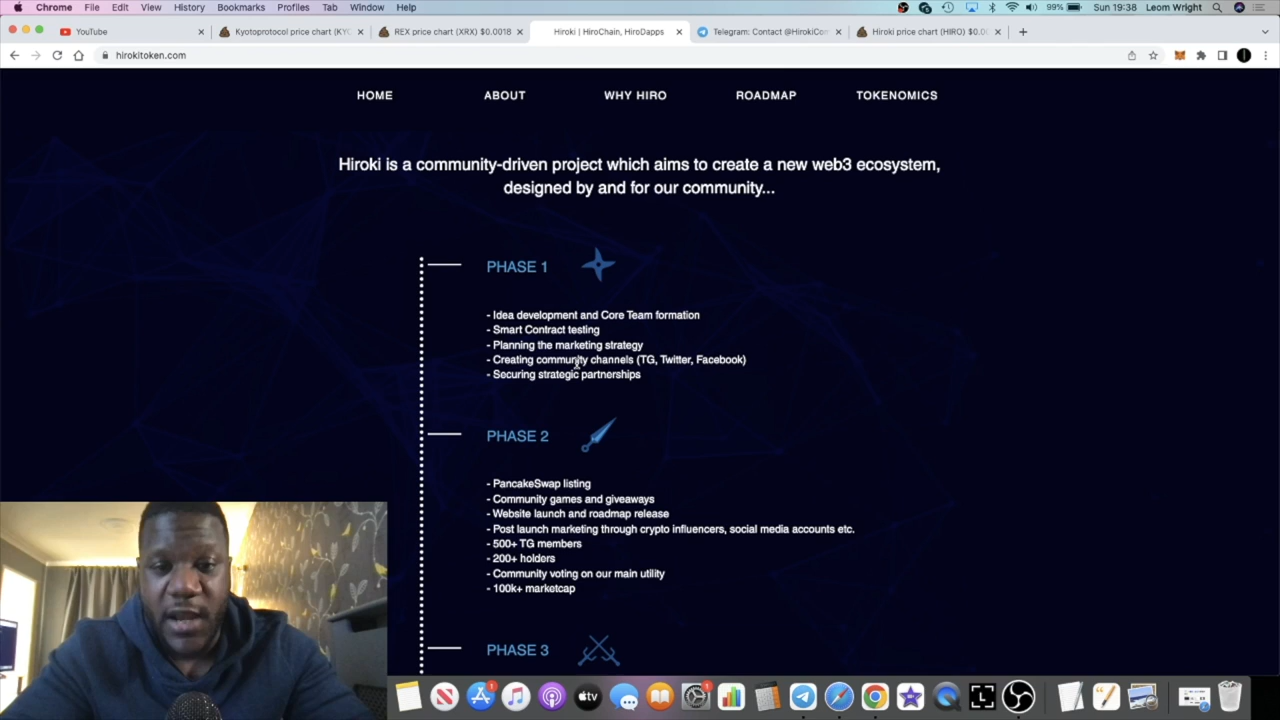 Chrome File Edit View History Bookmarks Profiles Tab Window Help 99% Sun 19:38 Leom Wright
YouTube Kyotoprotocol price chart (KYO REX price chart (XRX) $0.0018 Hiroki | HiroChain, HiroDapps Telegram: Contact @HirokiCo Hiroki price chart (HIRO) $0.0
hirokitoken.com
HOME ABOUT WHY HIRO ROADMAP TOKENOMICS
Hiroki is a community-driven project which aims to create a new web3 ecosystem,
designed by and for our community...
PHASE 1
- Idea development and Core Team formation
- Smart Contract testing
- Planning the marketing strategy
- Creating community channels (TG, Twitter, Facebook)
- Securing strategic partnerships
PHASE 2
- PancakeSwap listing
- Community games and giveaways
- Website launch and roadmap release
- Post launch marketing through crypto influencers, social media accounts etc.
- 500+ TG members
- 200+ holders
- Community voting on our main utility
- 100k+ marketcap
PHASE 3
tv